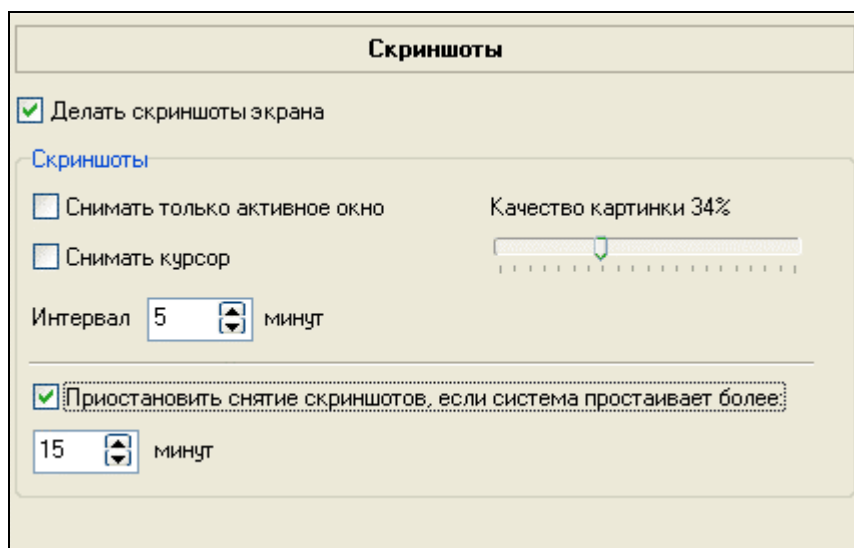 Скриншоты
Делать скриншоты экрана
Скриншоты
Снимать только активное окно
Качество картинки 34%
Снимать курсор
Интервал 5 минут
Приостановить снятие скриншотов, если система простаивает более:
15 минут